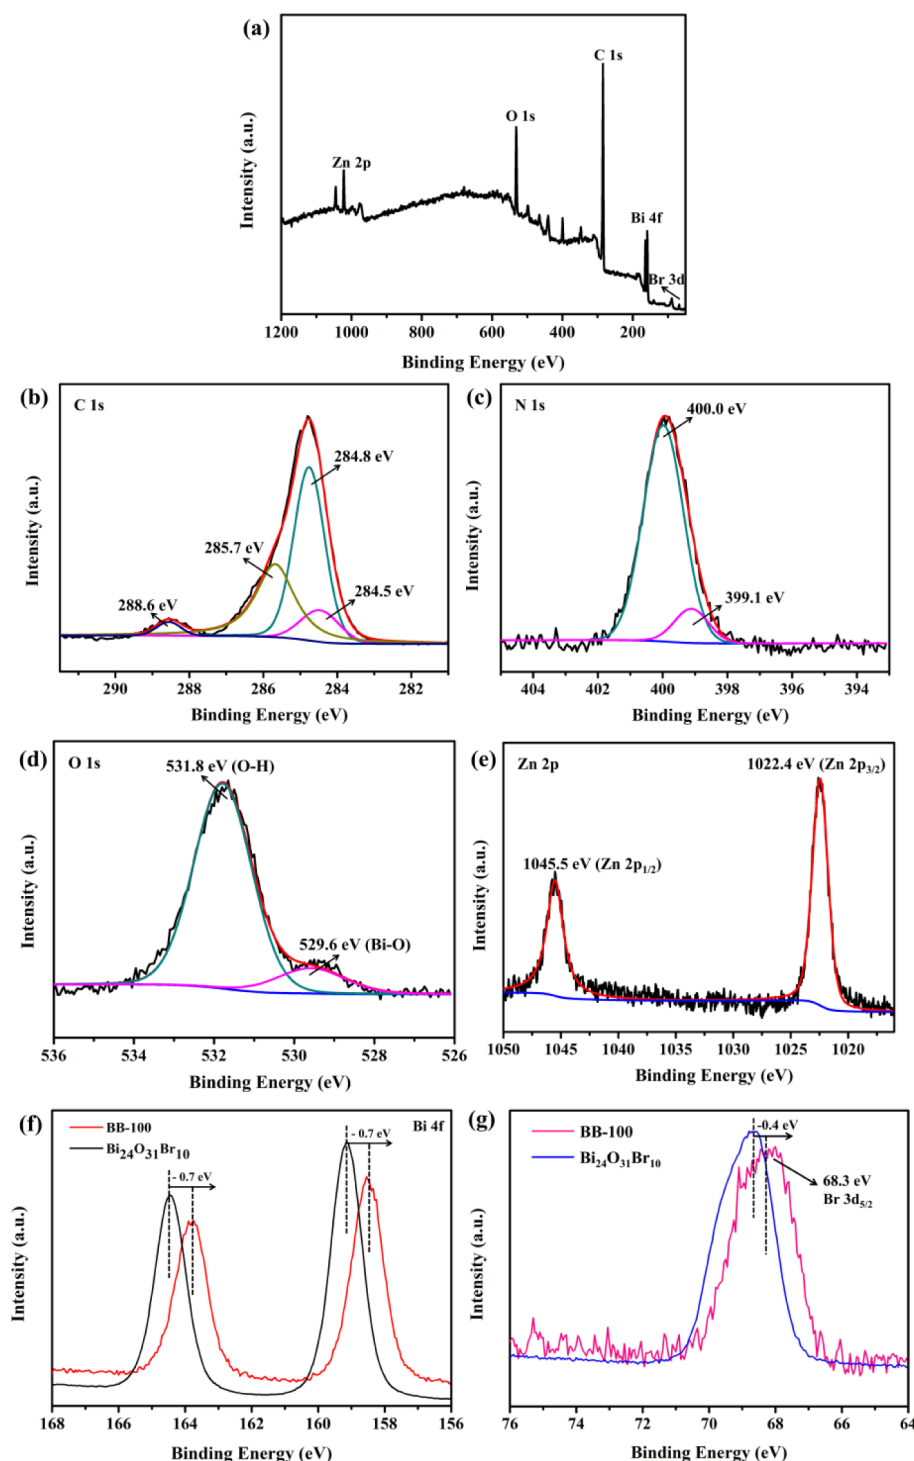 (a)
C 1s
O 1s
Zn 2p
Bi 4f
Br 3d
Intensity (a.u.)
1200 1000 800 600 400 200
Binding Energy (eV)
(b)
C 1s
284.8 eV
285.7 eV
284.5 eV
288.6 eV
Intensity (a.u.)
290 288 286 284 282
Binding Energy (eV)
(c)
N 1s
400.0 eV
399.1 eV
Intensity (a.u.)
404 402 400 398 396 394
Binding Energy (eV)
(d)
O 1s
531.8 eV (O-H)
529.6 eV (Bi-O)
Intensity (a.u.)
536 534 532 530 528 526
Binding Energy (eV)
(e)
Zn 2p
1022.4 eV (Zn 2p3/2)
1045.5 eV (Zn 2p1/2)
Intensity (a.u.)
1050 1045 1040 1035 1030 1025 1020
Binding Energy (eV)
(f)
BB-100
Bi24O31Br10
Bi 4f
- 0.7 eV
- 0.7 eV
Intensity (a.u.)
168 166 164 162 160 158 156
Binding Energy (eV)
(g)
BB-100
Bi24O31Br10
-0.4 eV
68.3 eV
Br 3d5/2
Intensity (a.u.)
76 74 72 70 68 66 64
Binding Energy (eV)